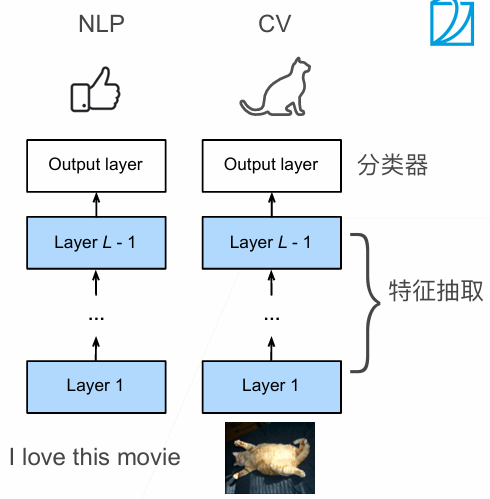 NLP
CV
Output layer
Output layer
分类器
Layer L - 1
Layer L - 1
特征抽取
...
...
Layer 1
Layer 1
I love this movie